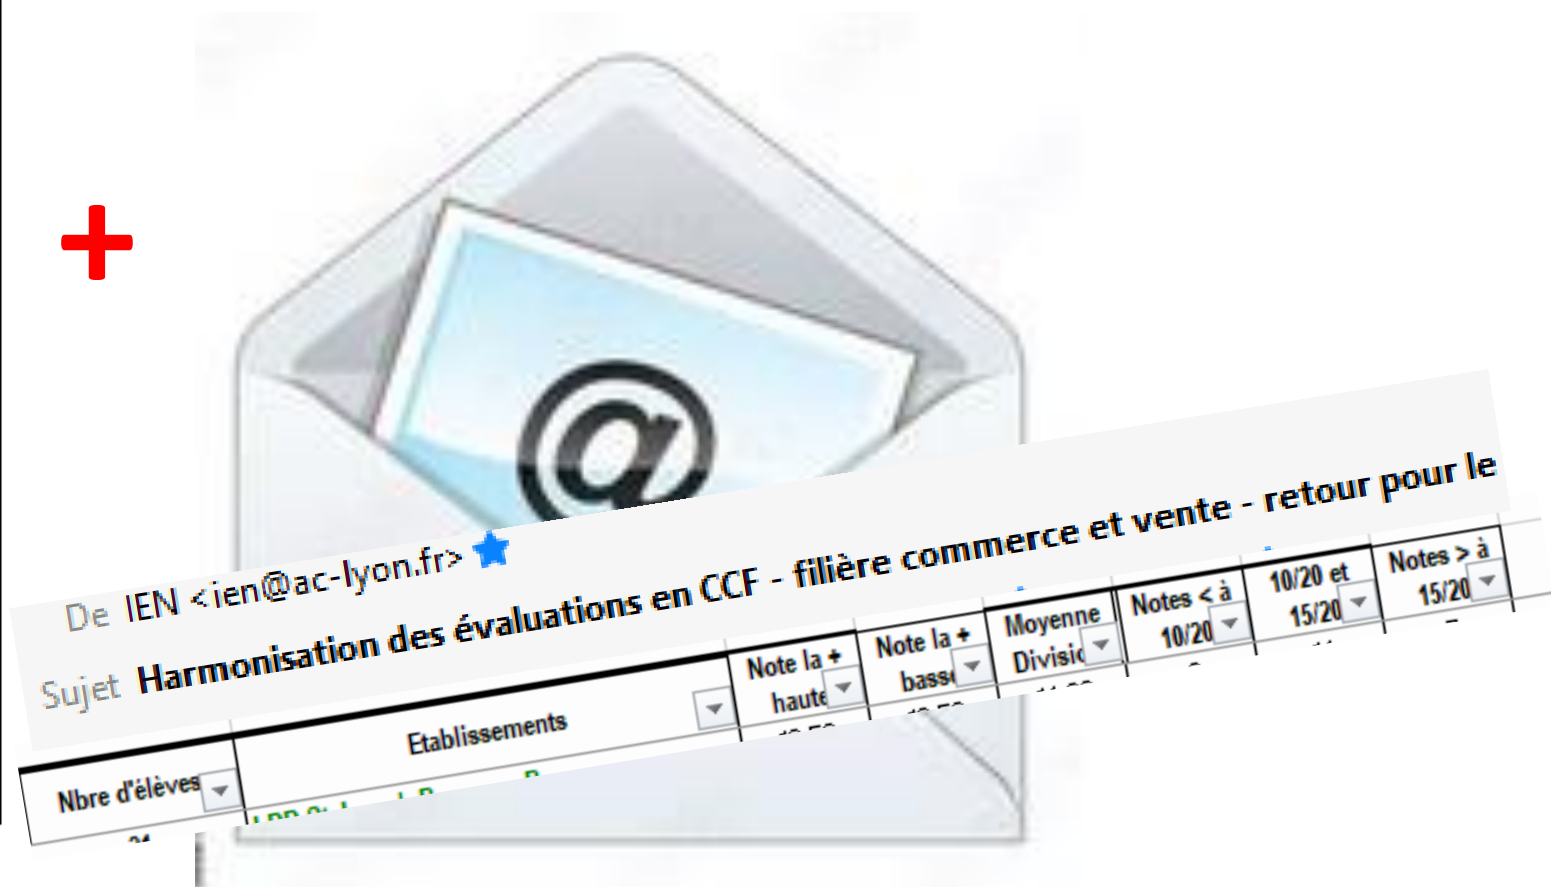 +
@
De IEN <ien@ac-lyon.fr>
Sujet Harmonisation des évaluations en CCF - filière commerce et vente - retour pour le
Nbre d'élèves
Etablissements
Note la +
haute
Note la +
basse
Moyenne
Divisio
Notes < à
10/20
10/20 et
15/20
Notes > à
15/20